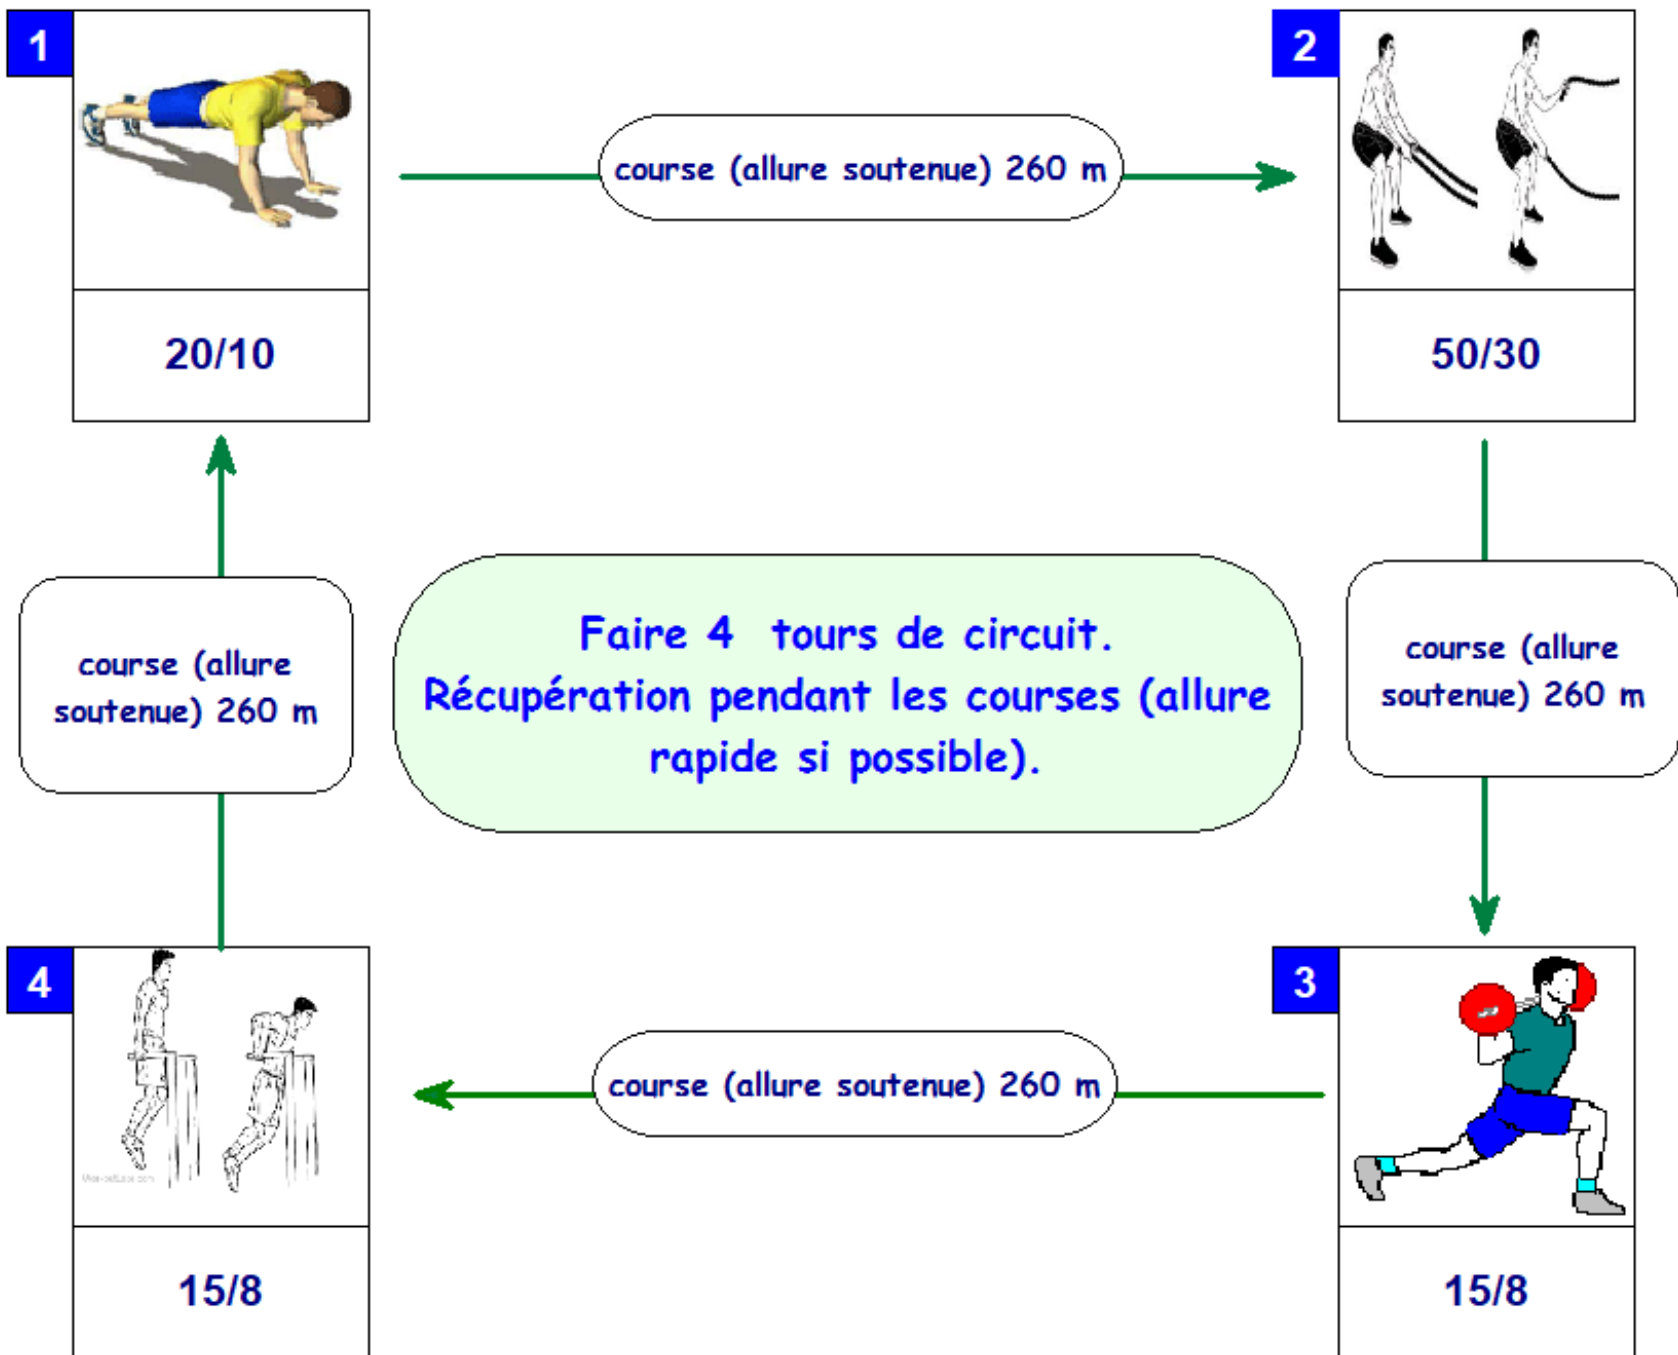 1
2
course (allure soutenue) 260 m
20/10
50/30
course (allure
soutenue) 260 m
Faire 4 tours de circuit.
Récupération pendant les courses (allure
rapide si possible).
course (allure
soutenue) 260 m
4
3
course (allure soutenue) 260 m
15/8
15/8